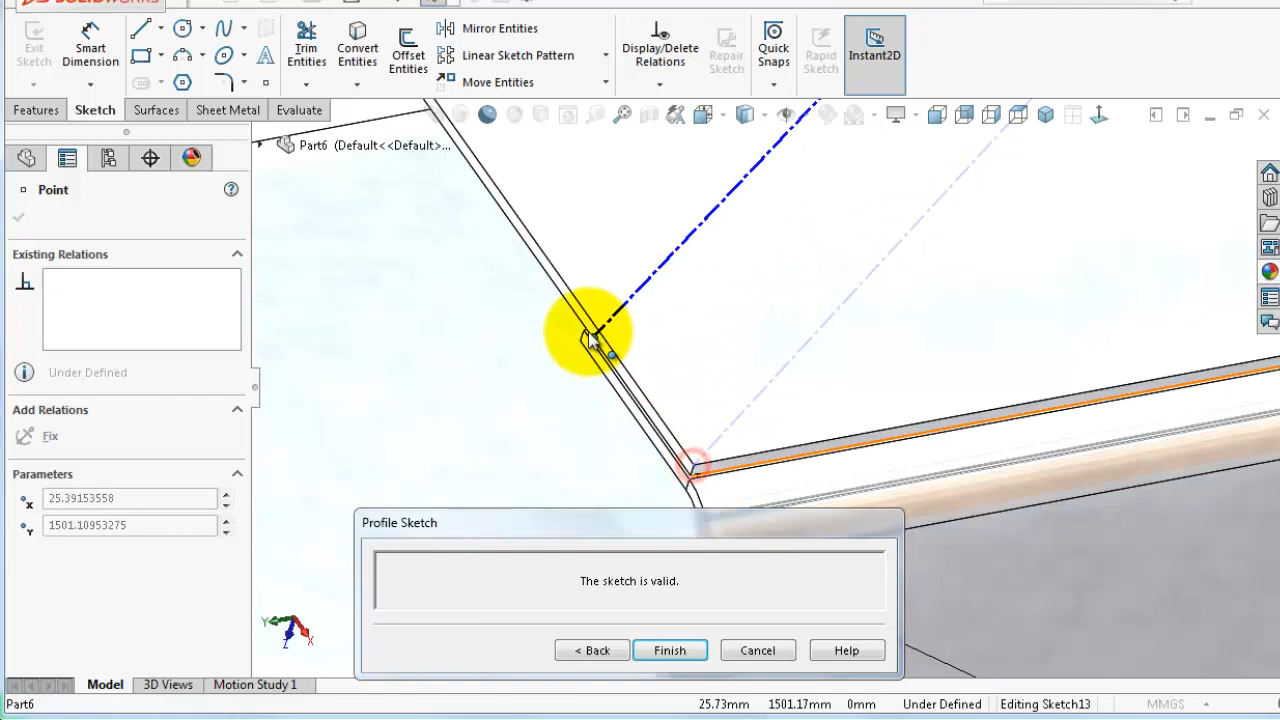 SOLIDWORKS
Exit Sketch
Smart Dimension
Trim Entities
Convert Entities
Offset Entities
Mirror Entities
Linear Sketch Pattern
Move Entities
Display/Delete Relations
Repair Sketch
Quick Snaps
Rapid Sketch
Instant2D
Features
Sketch
Surfaces
Sheet Metal
Evaluate
Part6 (Default<<Default>...
Point
Existing Relations
Under Defined
Add Relations
Fix
Parameters
25.39153558
1501.10953275
Y
X
Z
Profile Sketch
The sketch is valid.
< Back
Finish
Cancel
Help
Model
3D Views
Motion Study 1
Part6
25.73mm
1501.17mm
0mm
Under Defined
Editing Sketch13
MMGS